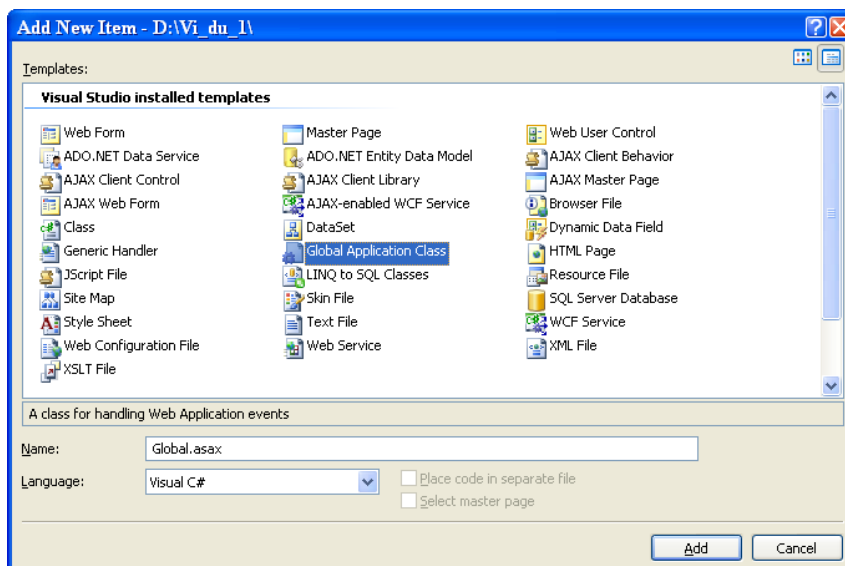 Add New Item - D:\Vi_du_1\
Templates:
Visual Studio installed templates
Web Form Master Page Web User Control
ADO.NET Data Service ADO.NET Entity Data Model AJAX Client Behavior
AJAX Client Control AJAX Client Library AJAX Master Page
AJAX Web Form AJAX-enabled WCF Service Browser File
Class DataSet Dynamic Data Field
Generic Handler Global Application Class HTML Page
JScript File LINQ to SQL Classes Resource File
Site Map Skin File SQL Server Database
Style Sheet Text File WCF Service
Web Configuration File Web Service XML File
XSLT File
A class for handling Web Application events
Name: Global.asax
Language: Visual C# Place code in separate file
Select master page
Add Cancel